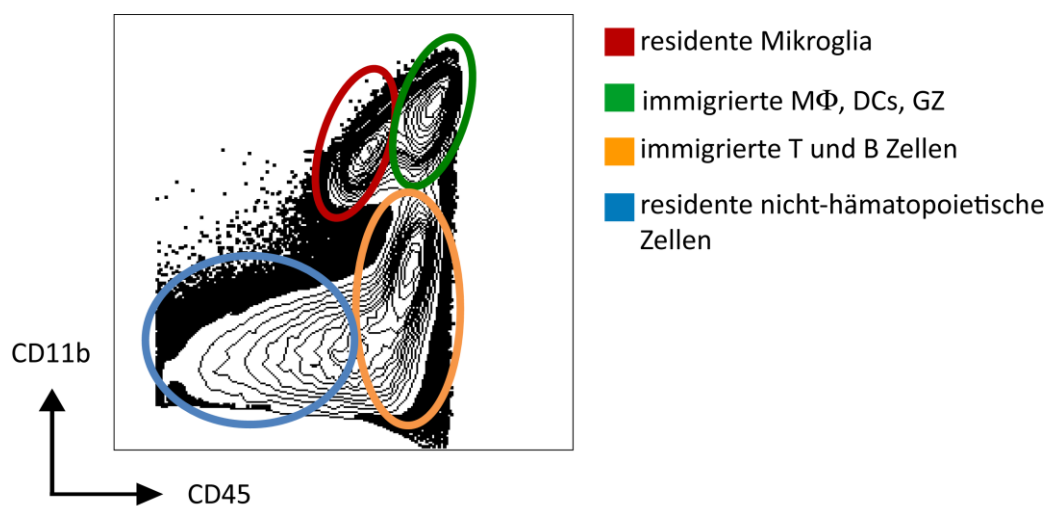 residente Mikroglia
immigrierte MΦ, DCs, GZ
immigrierte T und B Zellen
residente nicht-hämatopoietische
Zellen
CD11b
CD45